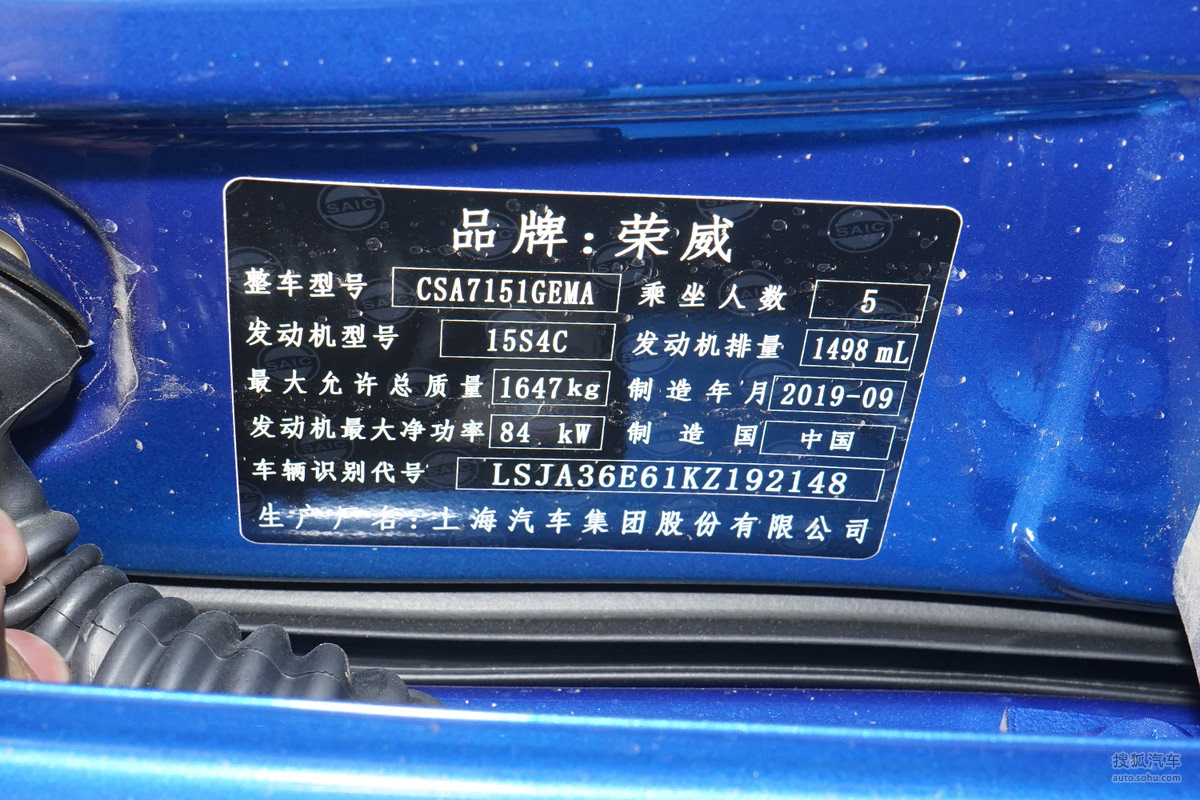 品牌:荣威
整车型号 CSA7151GEMA 乘坐人数 5
发动机型号 15S4C 发动机排量 1498 mL
最大允许总质量 1647kg 制造年月 2019-09
发动机最大净功率 84 kW 制造国 中国
车辆识别代号 LSJA36E61KZ192148
生产厂名:上海汽车集团股份有限公司
搜狐汽车
auto.sohu.com